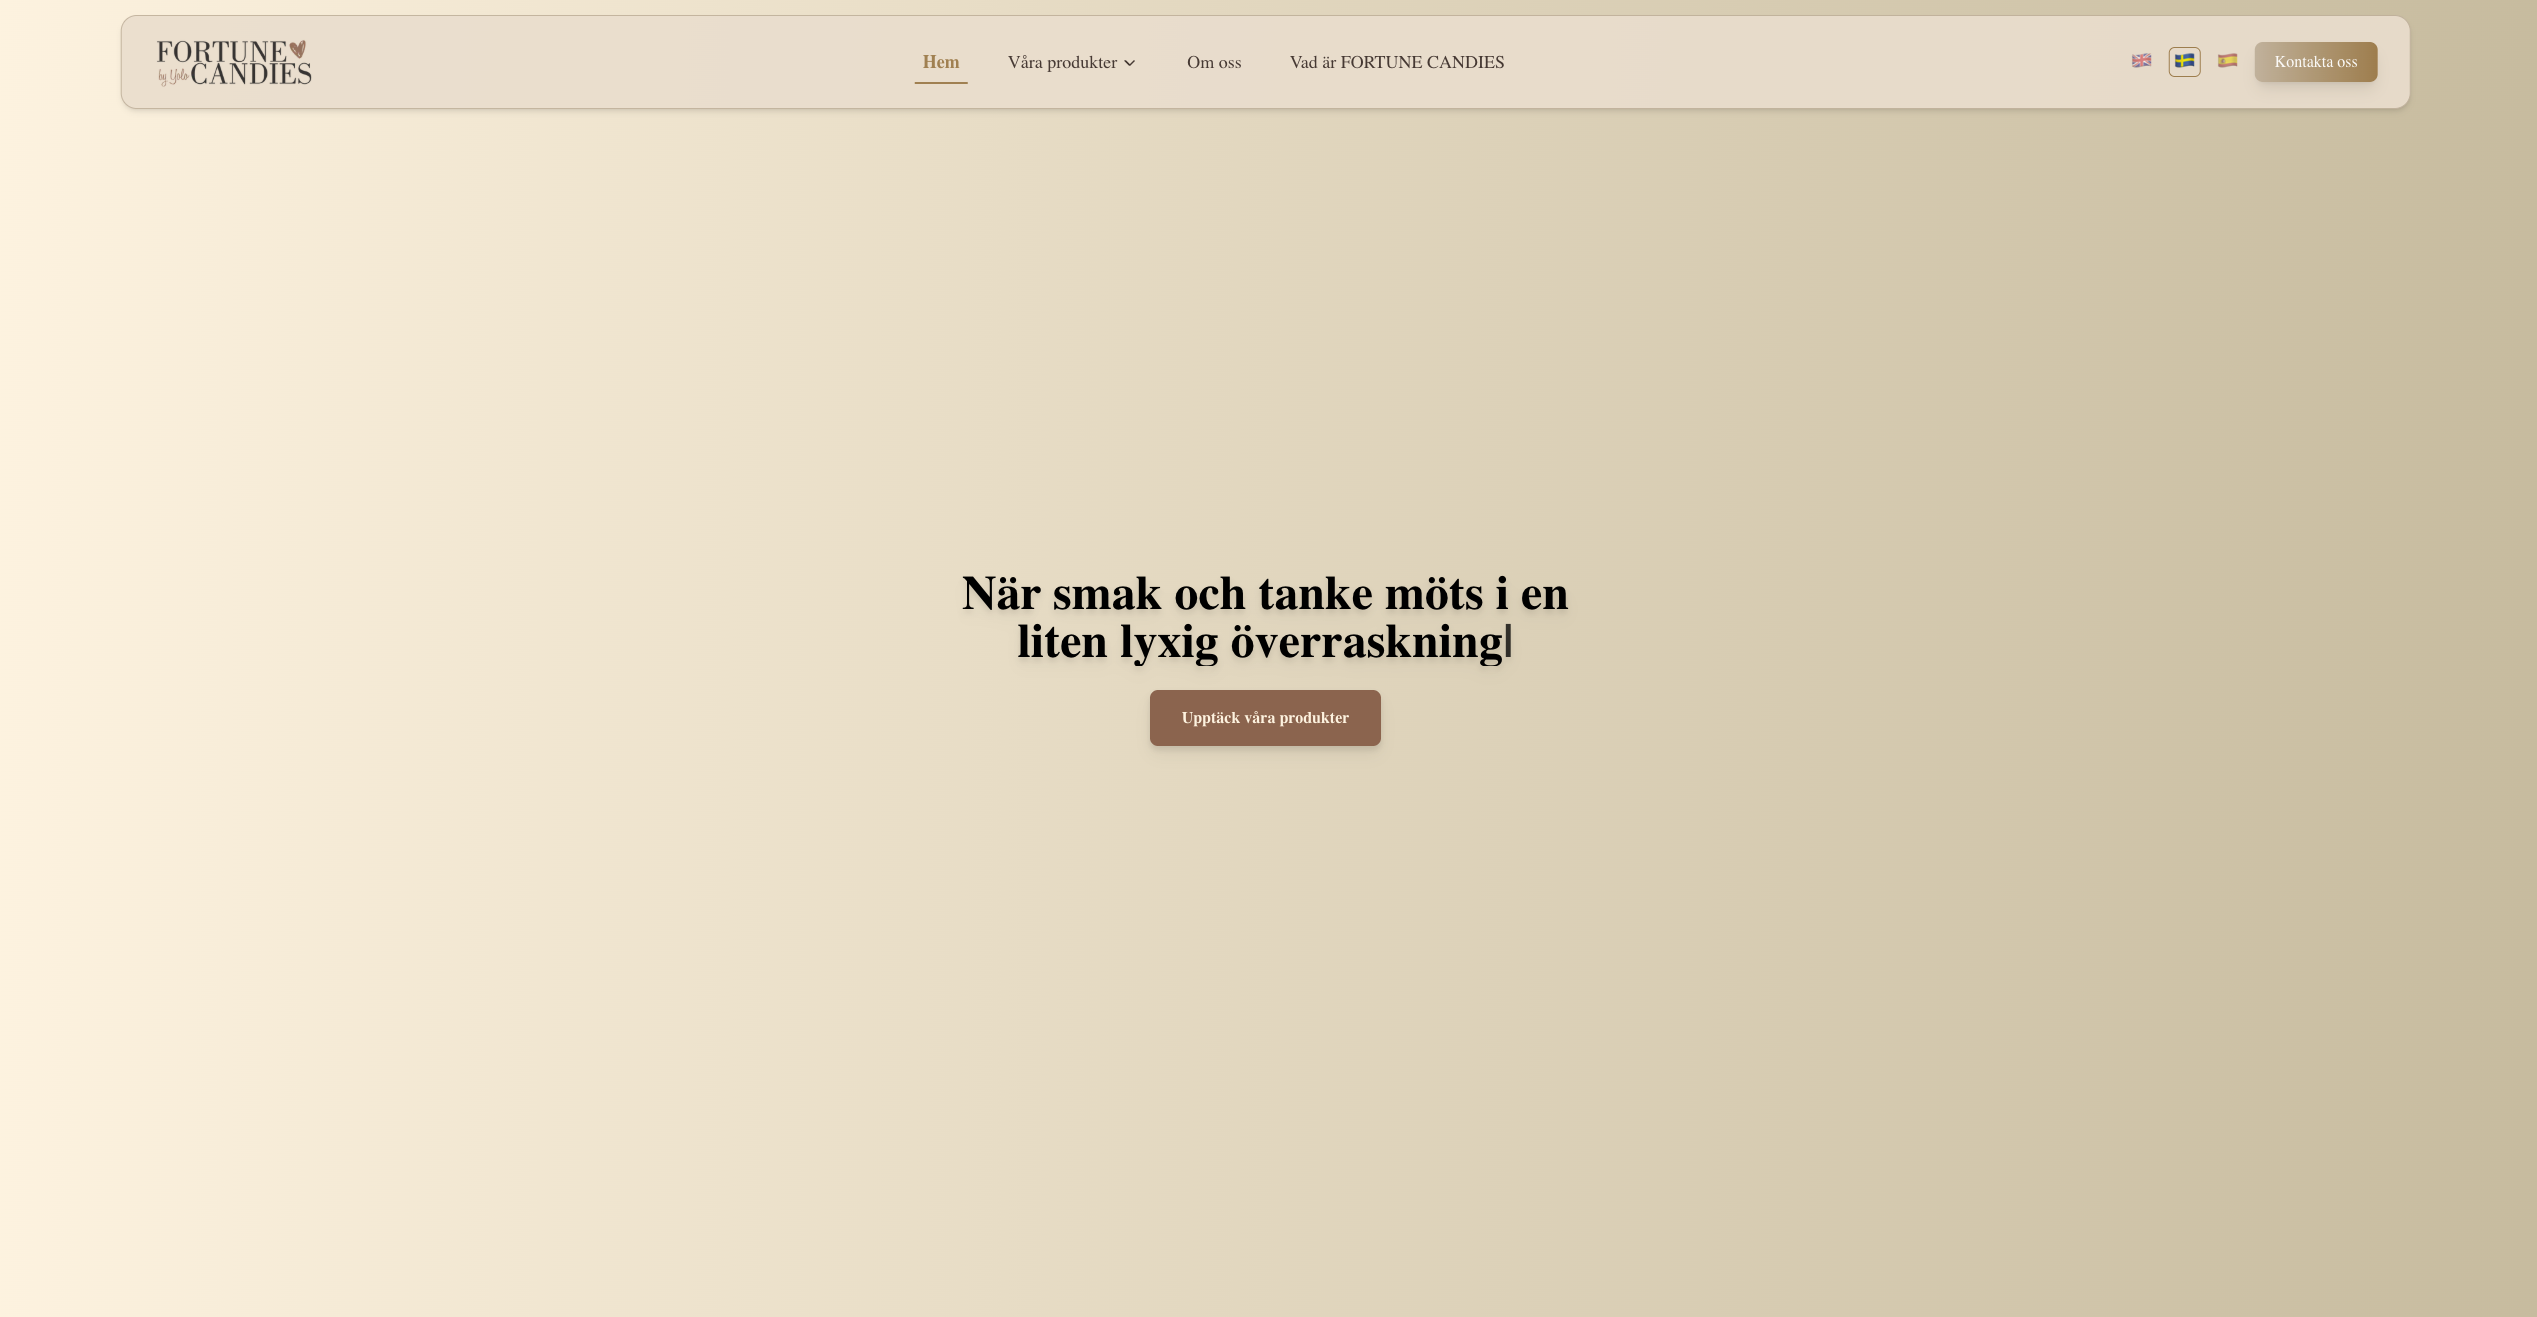 FORTUNE
by Yolo CANDIES
Hem
Våra produkter
Om oss
Vad är FORTUNE CANDIES
Kontakta oss
När smak och tanke möts i en
liten lyxig överraskning|
Upptäck våra produkter